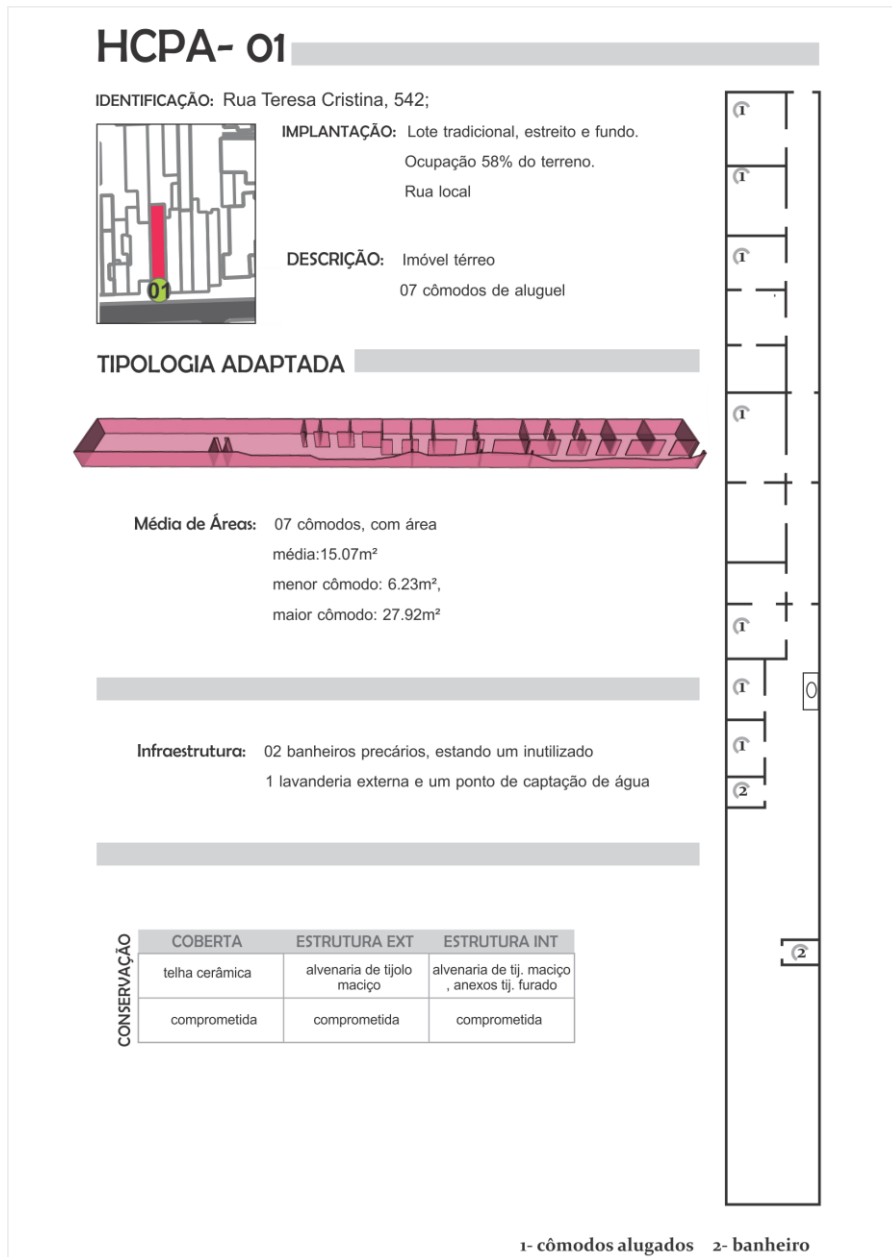 HCPA- 01
IDENTIFICAÇÃO: Rua Teresa Cristina, 542;
IMPLANTAÇÃO: Lote tradicional, estreito e fundo.
Ocupação 58% do terreno.
Rua local
01
DESCRIÇÃO: Imóvel térreo
07 cômodos de aluguel
TIPOLOGIA ADAPTADA
Média de Áreas: 07 cômodos, com área
média:15.07m²
menor cômodo: 6.23m²,
maior cômodo: 27.92m²
Infraestrutura: 02 banheiros precários, estando um inutilizado
1 lavanderia externa e um ponto de captação de água
CONSERVAÇÃO
COBERTA ESTRUTURA EXT ESTRUTURA INT
telha cerâmica alvenaria de tijolo alvenaria de tij. maciço
maciço , anexos tij. furado
comprometida comprometida comprometida
1
1
1
1
1
1
1
2
2
1- cômodos alugados 2- banheiro